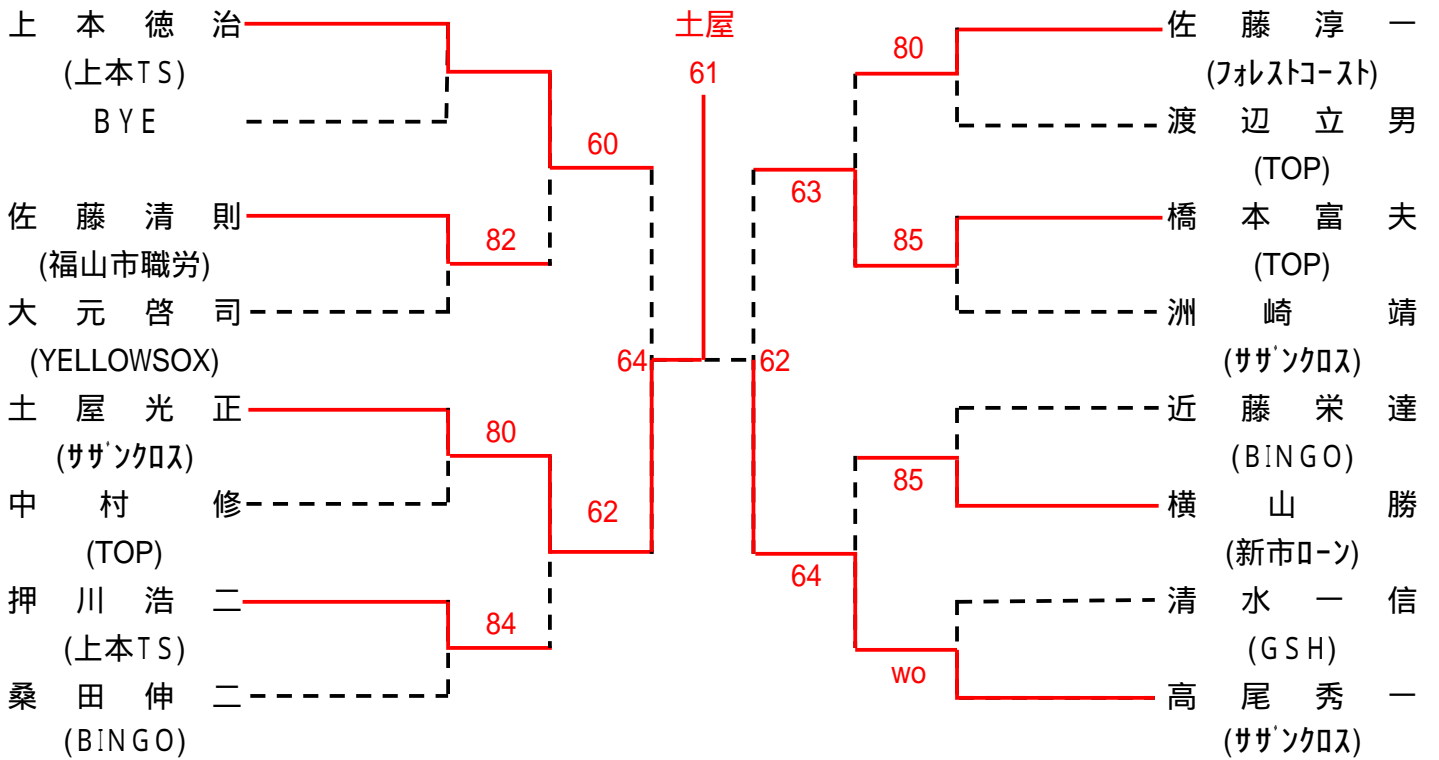 上本徳治
(上本TS)
BYE
佐藤清則
(福山市職労)
大元啓司
(YELLOWSOX)
土屋光正
(ｻｻﾞﾝｸﾛｽ)
中村修
(TOP)
押川浩二
(上本TS)
桑田伸二
(BINGO)
82
80
84
60
62
64
土屋
61
62
63
64
80
85
85
wo
佐藤淳一
(ﾌｫﾚｽﾄｺｰｽﾄ)
渡辺立男
(TOP)
橋本富夫
(TOP)
洲崎靖
(ｻｻﾞﾝｸﾛｽ)
近藤栄達
(BINGO)
横山勝
(新市ﾛｰﾝ)
清水一信
(GSH)
高尾秀一
(ｻｻﾞﾝｸﾛｽ)